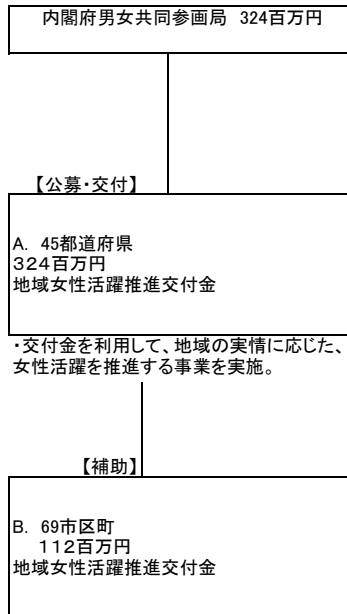 内閣府男女共同参画局 324百万円
【公募・交付】
A. 45都道府県
324百万円
地域女性活躍推進交付金
・交付金を利用して、地域の実情に応じた、
女性活躍を推進する事業を実施。
【補助】
B. 69市区町
112百万円
地域女性活躍推進交付金